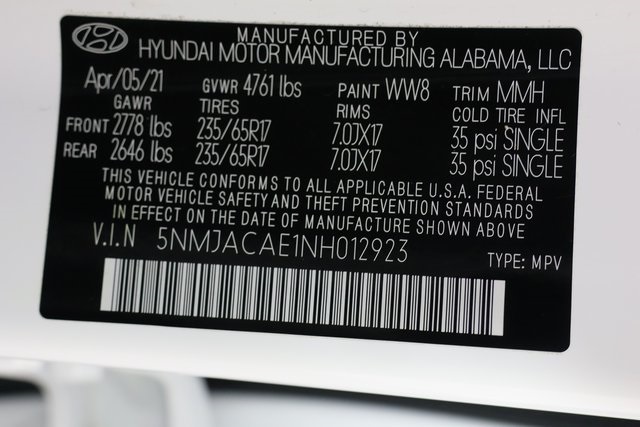 MANUFACTURED BY
HYUNDAI MOTOR MANUFACTURING ALABAMA, LLC
Apr/05/21 GVWR 4761 lbs PAINT WW8 TRIM MMH
GAWR TIRES RIMS COLD TIRE INFL
FRONT 2778 lbs 235/65R17 7.0JX17 35 psi SINGLE
REAR 2646 lbs 235/65R17 7.0JX17 35 psi SINGLE
THIS VEHICLE CONFORMS TO ALL APPLICABLE U.S.A. FEDERAL
MOTOR VEHICLE SAFETY AND THEFT PREVENTION STANDARDS
IN EFFECT ON THE DATE OF MANUFACTURE SHOWN ABOVE
V.I.N 5NMJACAE1NH012923
TYPE: MPV